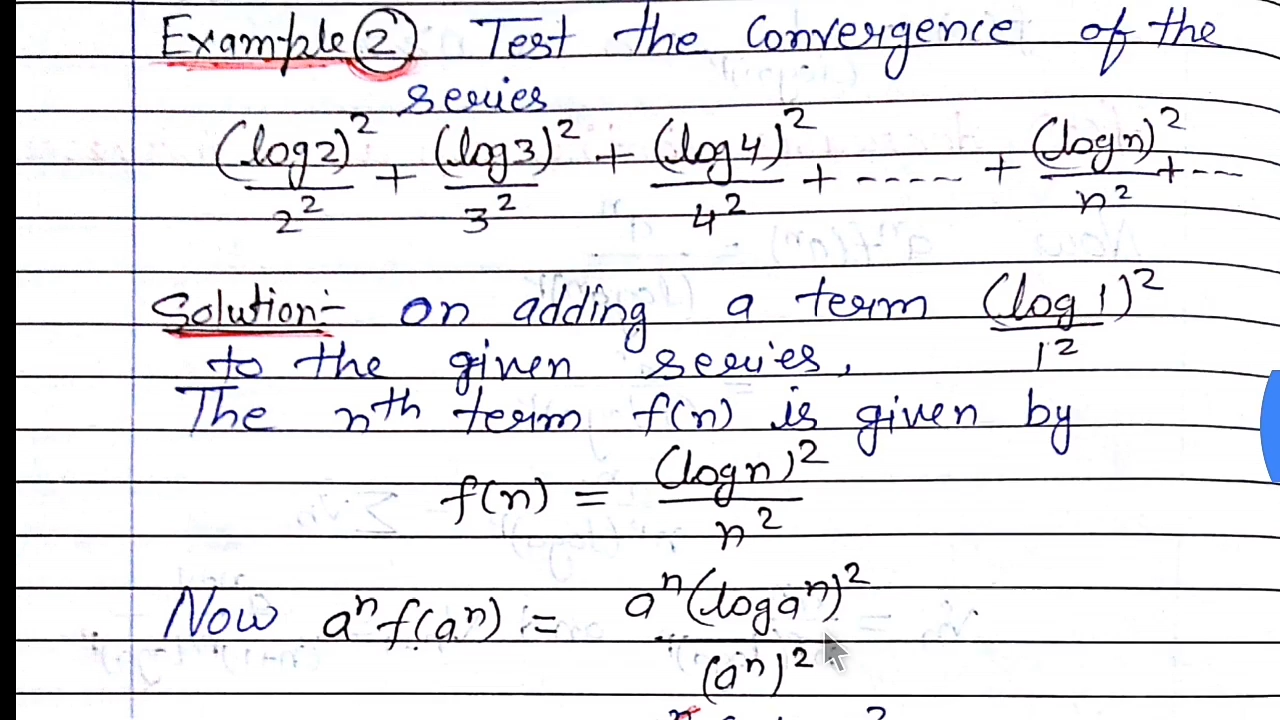 Example ② Test the Convergence of the
series
(log2)²/2² + (log3)²/3² + (log4)²/4² + ----- + (logn)²/n² + ---
Solution:- on adding a term (log1)²/1²
to the given series,
The nth term f(n) is given by
f(n) = (logn)²/n²
Now aⁿf(aⁿ) = aⁿ(logaⁿ)²/(aⁿ)²